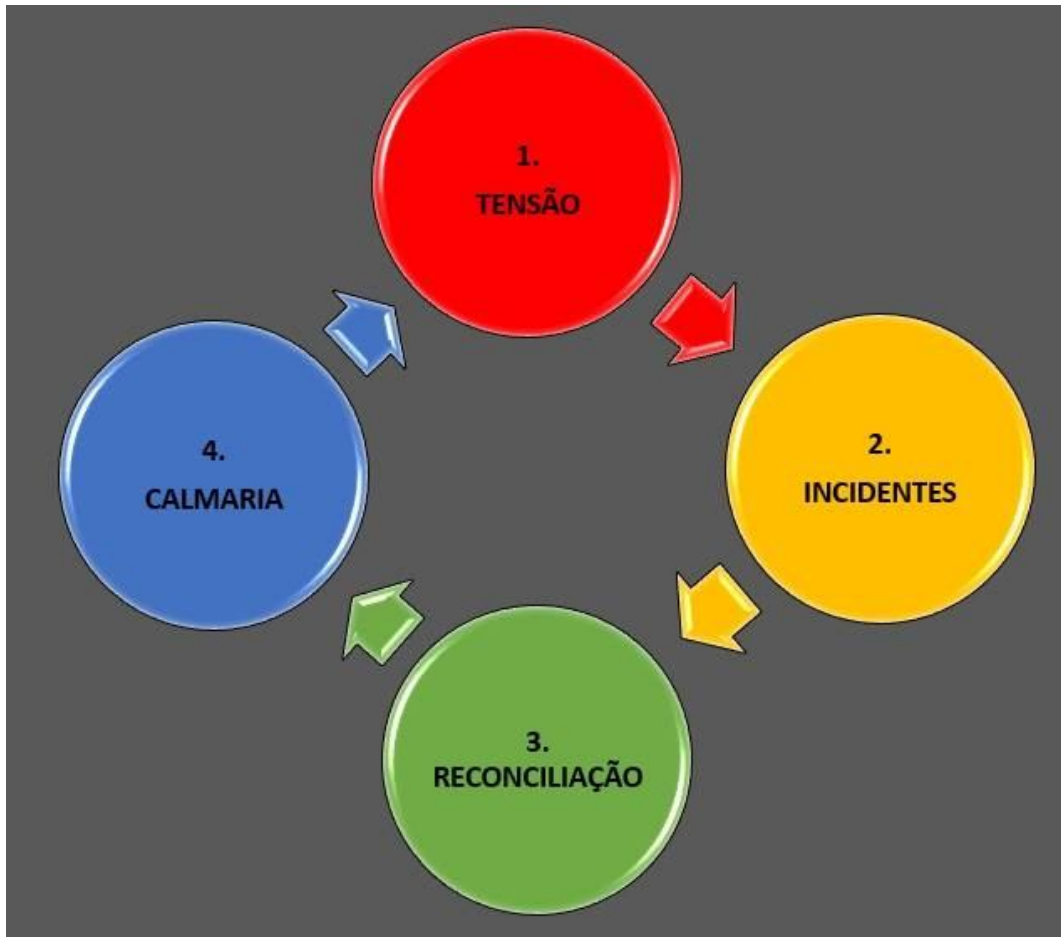 1.
TENSÃO
2.
INCIDENTES
3.
RECONCILIAÇÃO
4.
CALMARIA